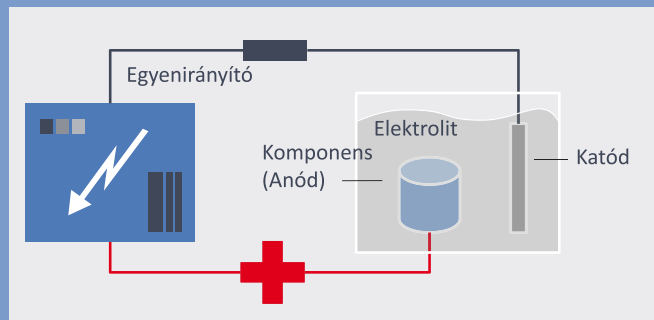 Egyenirányító
Elektrolit
Komponens
(Anód)
Katód